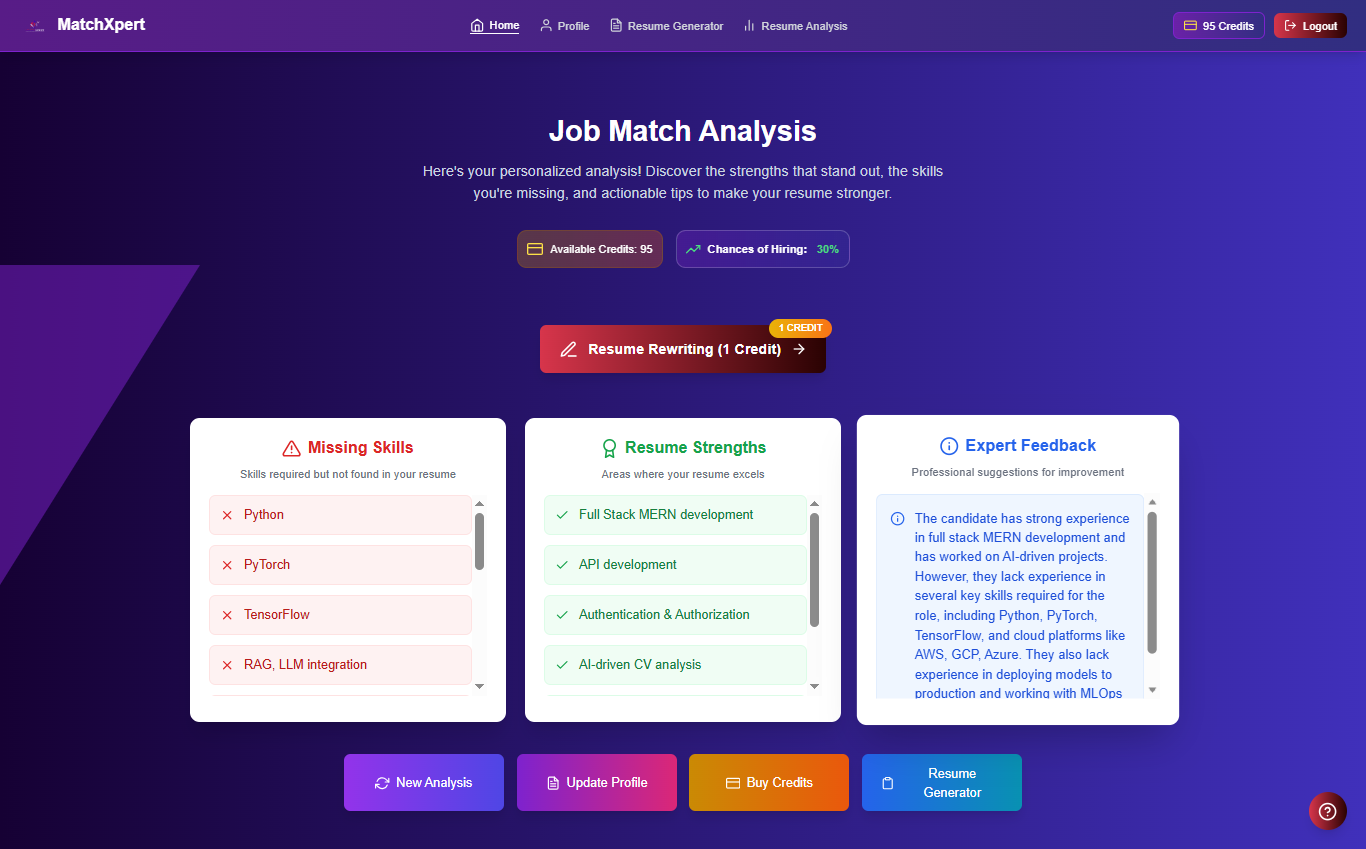 MatchXpert
Home
Profile
Resume Generator
Resume Analysis
95 Credits
Logout
Job Match Analysis
Here's your personalized analysis! Discover the strengths that stand out, the skills
you're missing, and actionable tips to make your resume stronger.
Available Credits: 95
Chances of Hiring: 30%
1 CREDIT
Resume Rewriting (1 Credit)
Missing Skills
Skills required but not found in your resume
Python
PyTorch
TensorFlow
RAG, LLM integration
Resume Strengths
Areas where your resume excels
Full Stack MERN development
API development
Authentication & Authorization
AI-driven CV analysis
Expert Feedback
Professional suggestions for improvement
The candidate has strong experience
in full stack MERN development and
has worked on AI-driven projects.
However, they lack experience in
several key skills required for the
role, including Python, PyTorch,
TensorFlow, and cloud platforms like
AWS, GCP, Azure. They also lack
experience in deploying models to
production and working with MLOps
New Analysis
Update Profile
Buy Credits
Resume
Generator